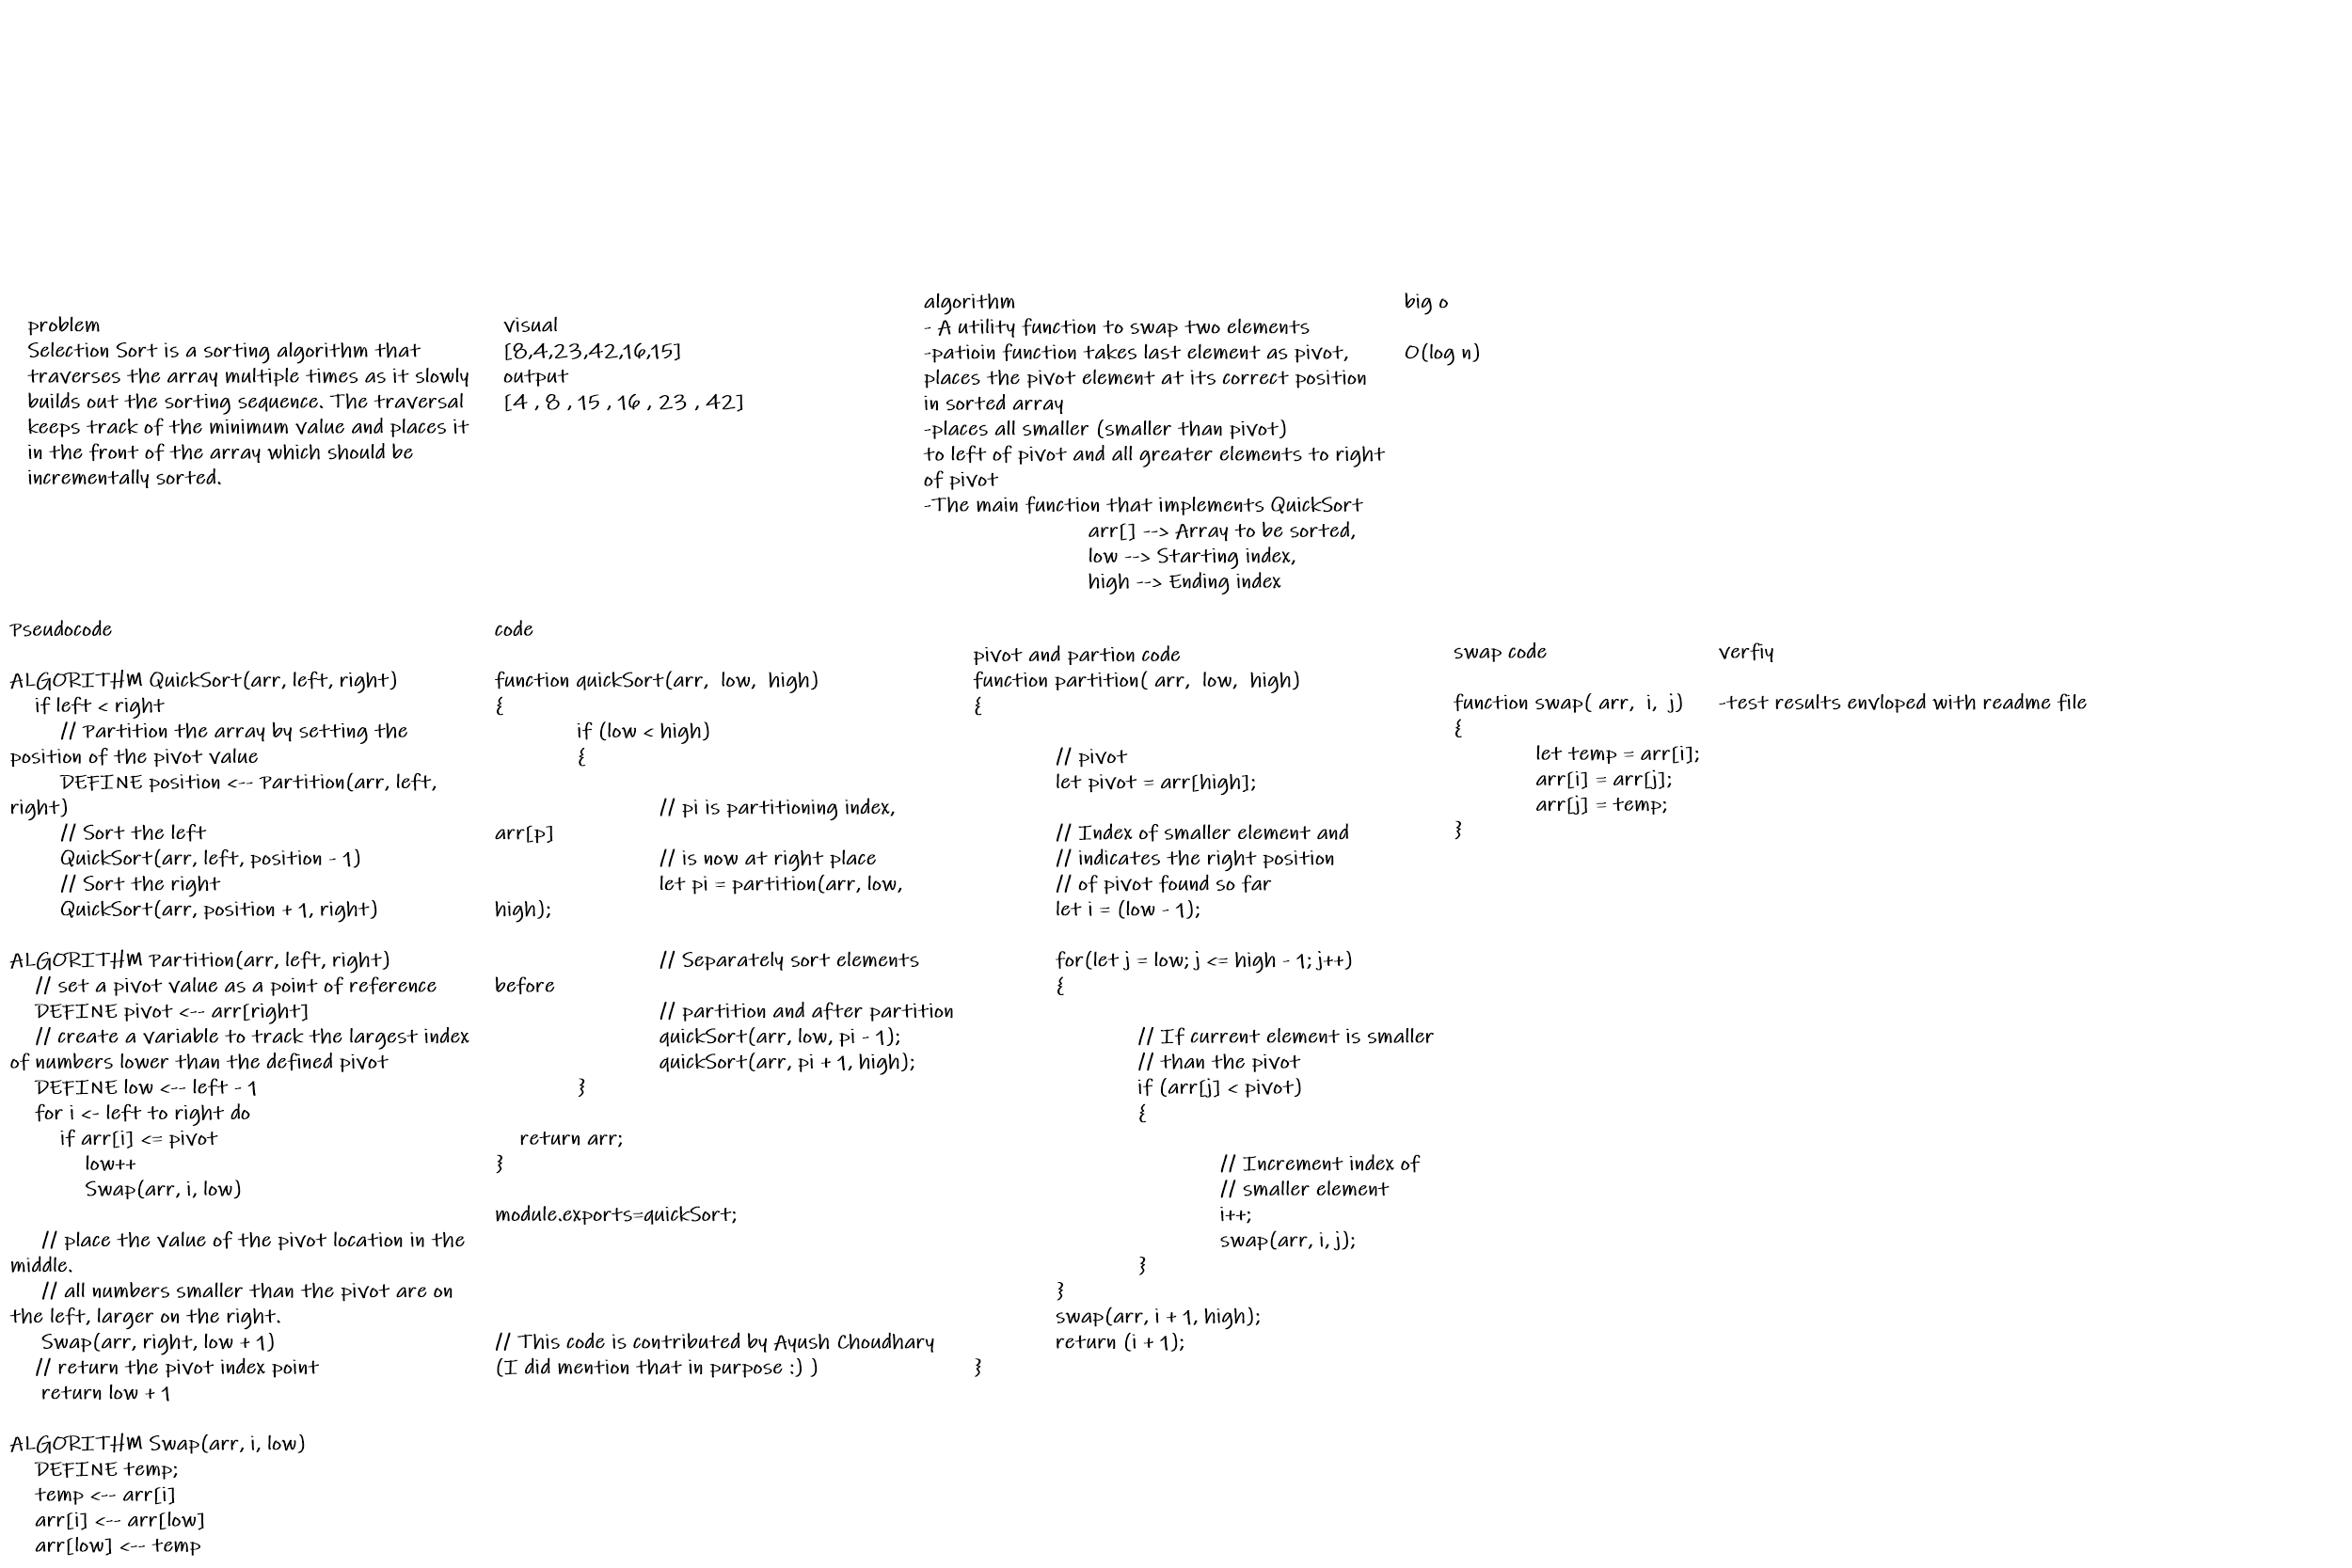 problem
Selection Sort is a sorting algorithm that
traverses the array multiple times as it slowly
builds out the sorting sequence. The traversal
keeps track of the minimum value and places it
in the front of the array which should be
incrementally sorted.
visual
[8,4,23,42,16,15]
output
[4 , 8 , 15 , 16 , 23 , 42]
algorithm
- A utility function to swap two elements
-patioin function takes last element as pivot,
places the pivot element at its correct position
in sorted array
-places all smaller (smaller than pivot)
to left of pivot and all greater elements to right
of pivot
-The main function that implements QuickSort
arr[] --> Array to be sorted,
low --> Starting index,
high --> Ending index
big o
O(log n)
Pseudocode
ALGORITHM QuickSort(arr, left, right)
if left < right
// Partition the array by setting the
position of the pivot value
DEFINE position <-- Partition(arr, left,
right)
// Sort the left
QuickSort(arr, left, position - 1)
// Sort the right
QuickSort(arr, position + 1, right)
ALGORITHM Partition(arr, left, right)
// set a pivot value as a point of reference
DEFINE pivot <-- arr[right]
// create a variable to track the largest index
of numbers lower than the defined pivot
DEFINE low <-- left - 1
for i <- left to right do
if arr[i] <= pivot
low++
Swap(arr, i, low)
// place the value of the pivot location in the
middle.
// all numbers smaller than the pivot are on
the left, larger on the right.
Swap(arr, right, low + 1)
// return the pivot index point
return low + 1
ALGORITHM Swap(arr, i, low)
DEFINE temp;
temp <-- arr[i]
arr[i] <-- arr[low]
arr[low] <-- temp
code
function quickSort(arr,  low,  high)
{
if (low < high)
{
// pi is partitioning index,
arr[p]
// is now at right place
let pi = partition(arr, low,
high);
// Separately sort elements
before
// partition and after partition
quickSort(arr, low, pi - 1);
quickSort(arr, pi + 1, high);
}
return arr;
}
module.exports=quickSort;
// This code is contributed by Ayush Choudhary
(I did mention that in purpose :) )
pivot and partion code
function partition( arr,  low,  high)
{
// pivot
let pivot = arr[high];
// Index of smaller element and
// indicates the right position
// of pivot found so far
let i = (low - 1);
for(let j = low; j <= high - 1; j++)
{
// If current element is smaller
// than the pivot
if (arr[j] < pivot)
{
// Increment index of
// smaller element
i++;
swap(arr, i, j);
}
}
swap(arr, i + 1, high);
return (i + 1);
}
swap code
function swap( arr,  i,  j)
{
let temp = arr[i];
arr[i] = arr[j];
arr[j] = temp;
}
verfiy
-test results envloped with readme file